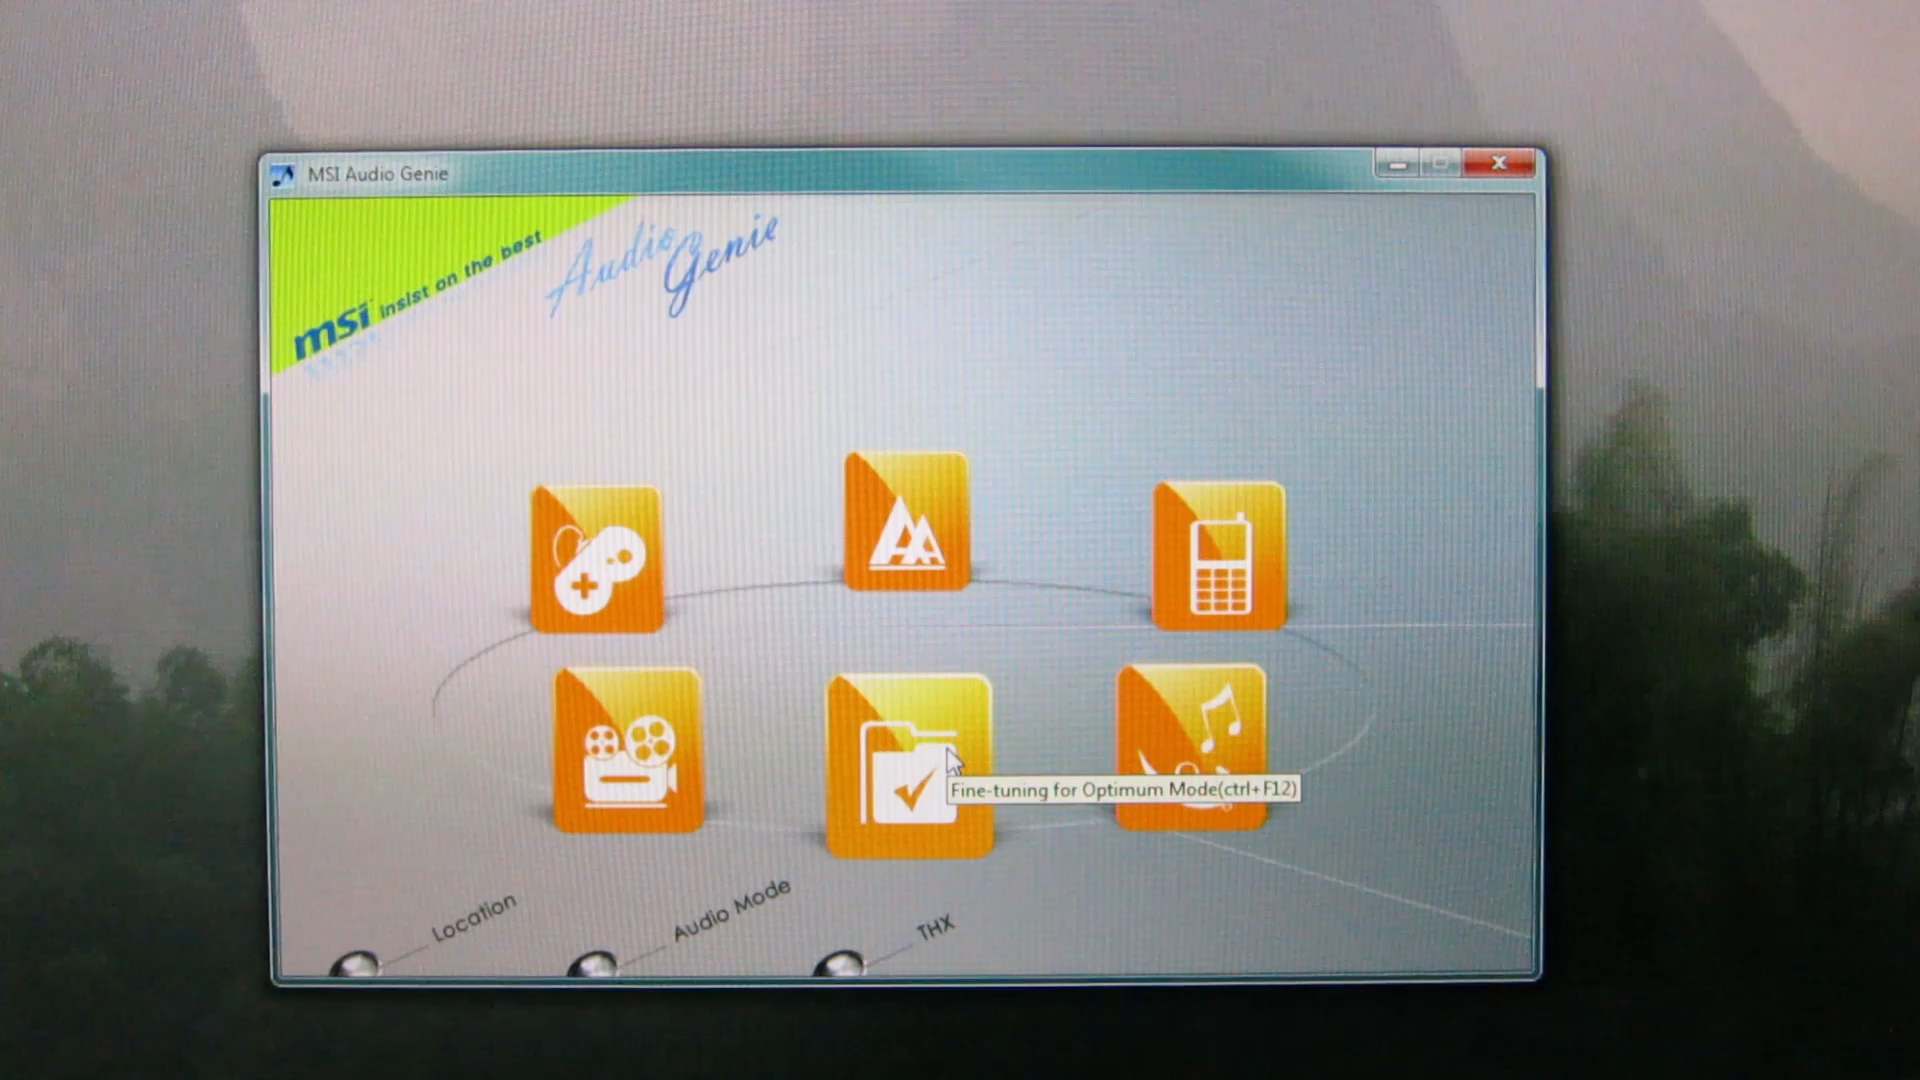 MSI Audio Genie
msi insist on the best
Audio Genie
Fine-tuning for Optimum Mode(ctrl+F12)
Location
Audio Mode
THX